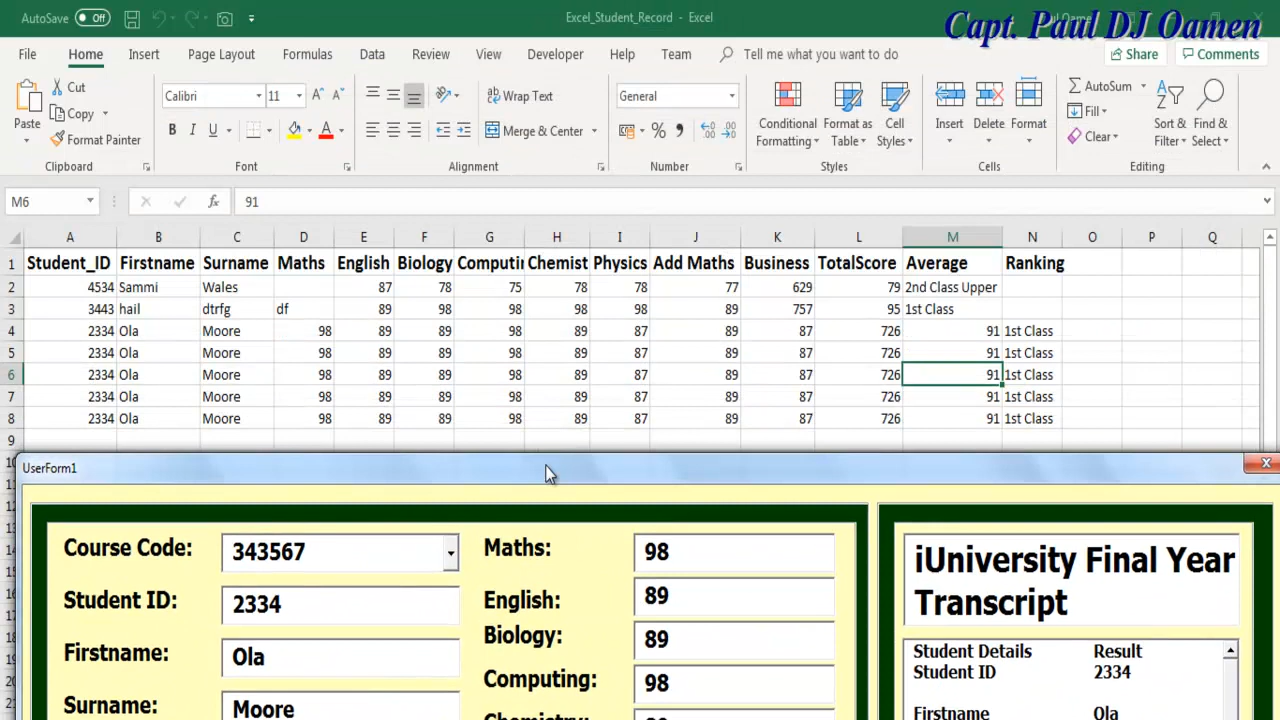 AutoSave Off Excel_Student_Record - Excel
Capt. Paul DJ Oamen
File Home Insert Page Layout Formulas Data Review View Developer Help Team Tell me what you want to do Share Comments
Paste Cut Copy Format Painter Clipboard
Calibri 11 B I U Font
Wrap Text Merge & Center Alignment
General % Number
Conditional Formatting Format as Table Cell Styles Styles
Insert Delete Format Cells
AutoSum Fill Clear Sort & Filter Find & Select Editing
M6 fx 91
A B C D E F G H I J K L M N O P Q
1 Student_ID Firstname Surname Maths English Biology Computin Chemist Physics Add Maths Business TotalScore Average Ranking
2 4534 Sammi Wales 87 78 75 78 78 77 629 79 2nd Class Upper
3 3443 hail dtrfg df 89 98 98 98 98 89 757 95 1st Class
4 2334 Ola Moore 98 89 89 98 89 87 89 87 726 91 1st Class
5 2334 Ola Moore 98 89 89 98 89 87 89 87 726 91 1st Class
6 2334 Ola Moore 98 89 89 98 89 87 89 87 726 91 1st Class
7 2334 Ola Moore 98 89 89 98 89 87 89 87 726 91 1st Class
8 2334 Ola Moore 98 89 89 98 89 87 89 87 726 91 1st Class
9
10
UserForm1
Course Code: 343567
Student ID: 2334
Firstname: Ola
Surname: Moore
Maths: 98
English: 89
Biology: 89
Computing: 98
iUniversity Final Year
Transcript
Student Details Result
Student ID 2334
Firstname Ola